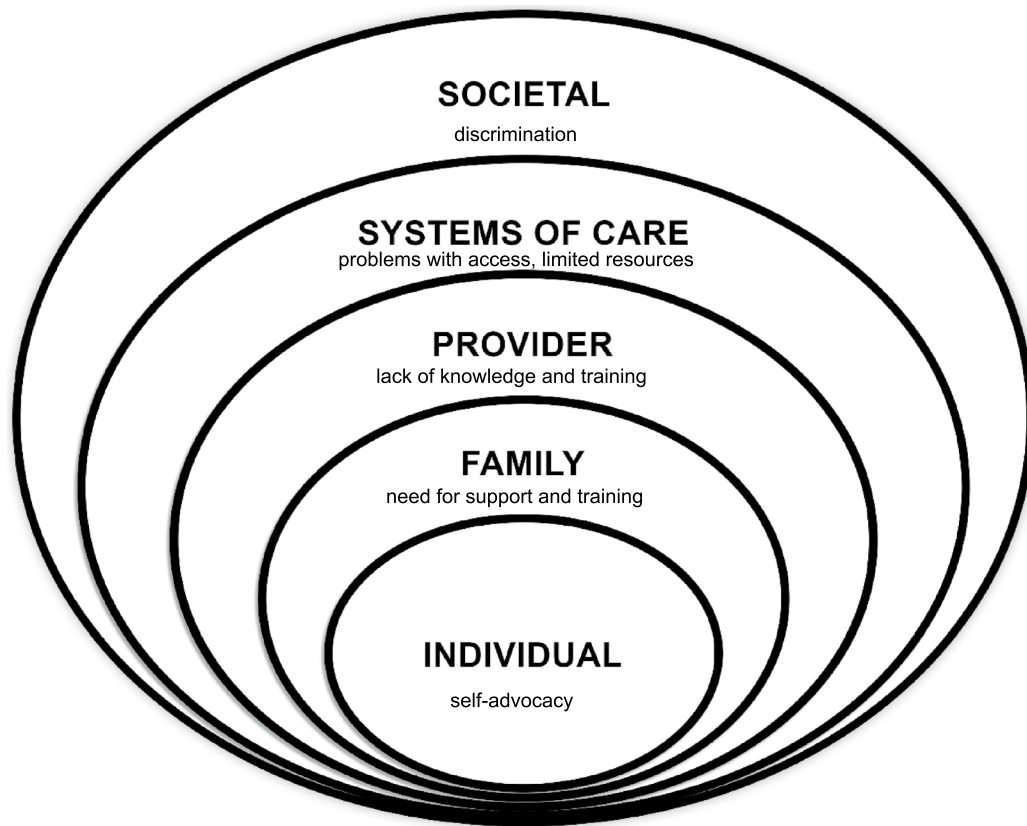 SOCIETAL
discrimination
SYSTEMS OF CARE
problems with access, limited resources
PROVIDER
lack of knowledge and training
FAMILY
need for support and training
INDIVIDUAL
self-advocacy